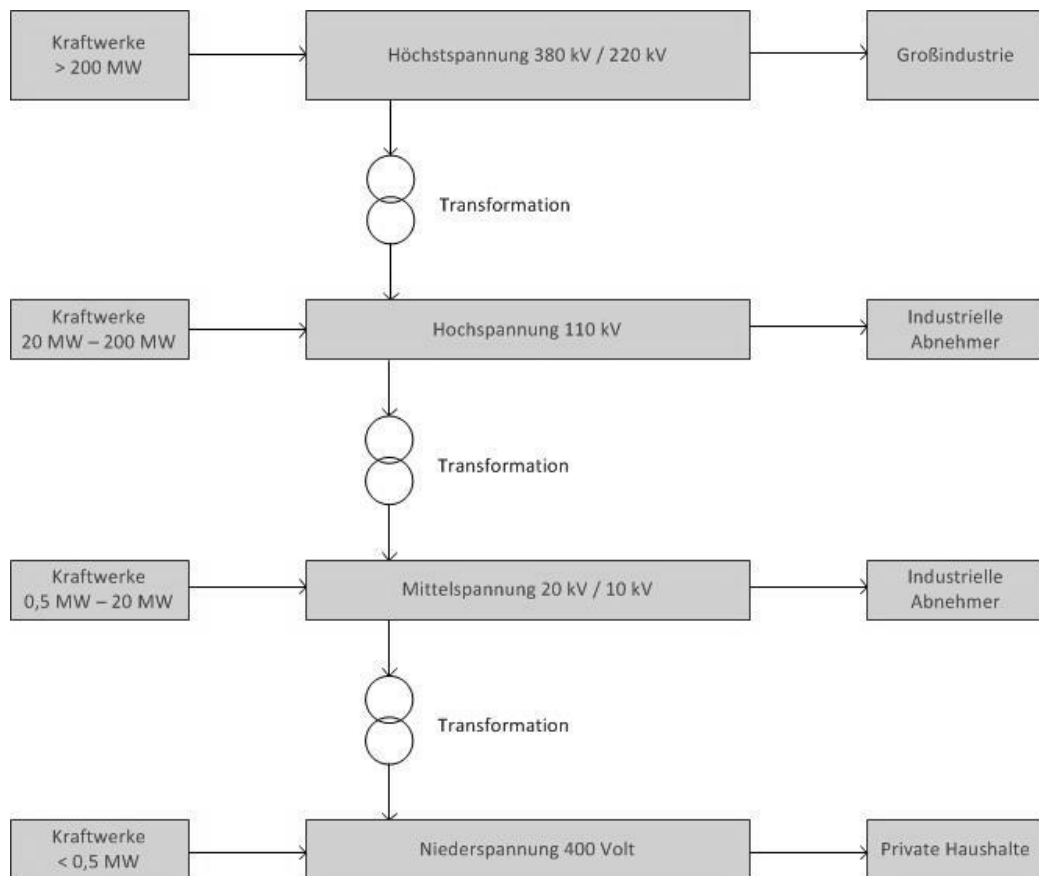 Kraftwerke
> 200 MW
Höchstspannung 380 kV / 220 kV
Großindustrie
Transformation
Kraftwerke
20 MW – 200 MW
Hochspannung 110 kV
Industrielle
Abnehmer
Transformation
Kraftwerke
0,5 MW – 20 MW
Mittelspannung 20 kV / 10 kV
Industrielle
Abnehmer
Transformation
Kraftwerke
< 0,5 MW
Niederspannung 400 Volt
Private Haushalte